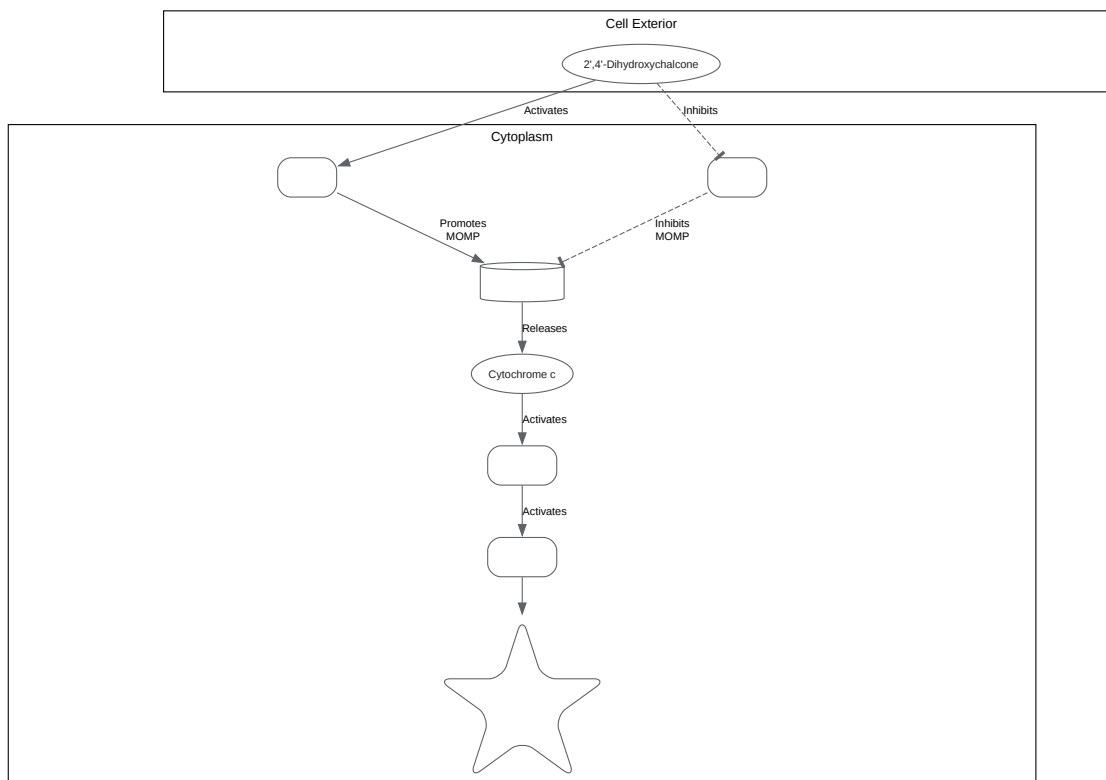 Cell Exterior
2',4'-Dihydroxychalcone
Activates
Inhibits
Cytoplasm
Promotes
MOMP
Inhibits
MOMP
Releases
Cytochrome c
Activates
Activates